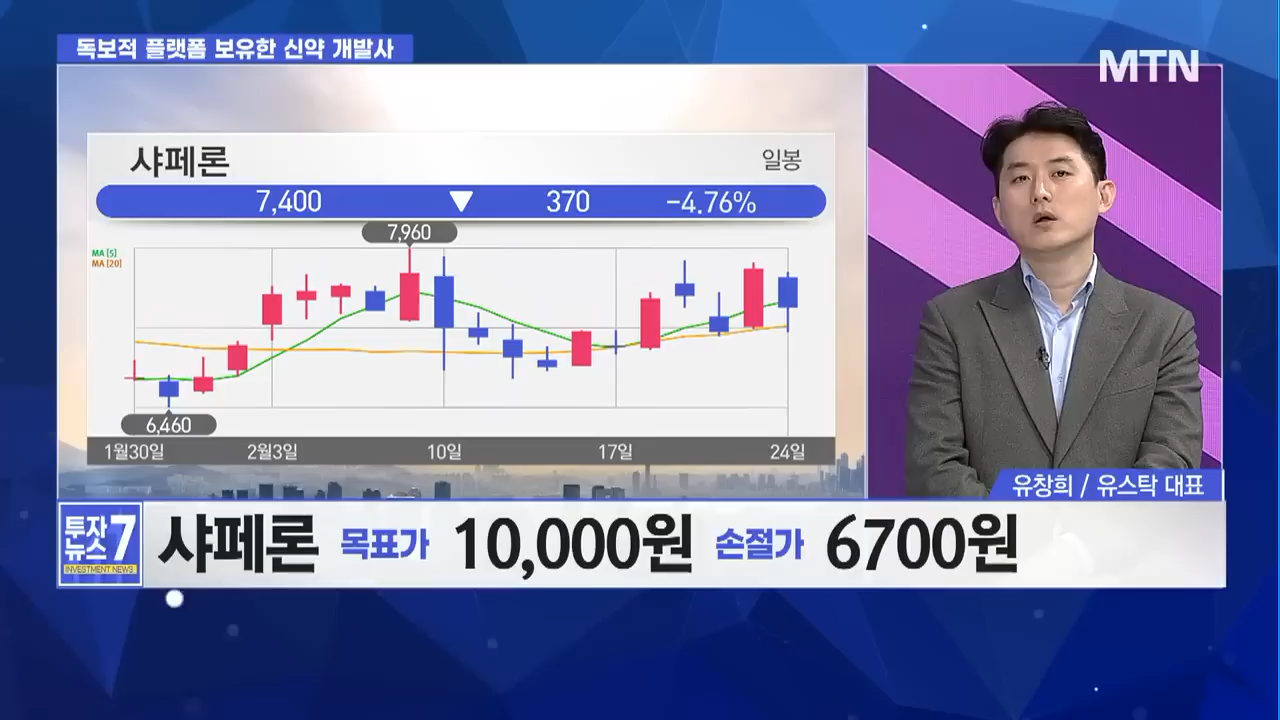 독보적 플랫폼 보유한 신약 개발사
MTN
샤페론
일봉
7,400 ▼ 370 -4.76%
7,960
MA [5]
MA [20]
6,460
1월30일 2월3일 10일 17일 24일
유창희 / 유스탁 대표
투자
뉴스7
INVESTMENT NEWS
샤페론 목표가 10,000원 손절가 6700원